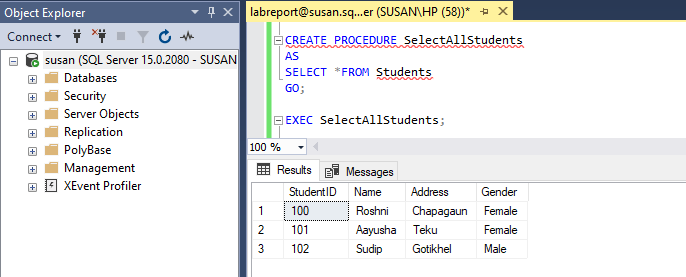 Object Explorer
Connect
susan (SQL Server 15.0.2080 - SUSAN
Databases
Security
Server Objects
Replication
PolyBase
Management
XEvent Profiler
labreport@susan.sq...er (SUSAN\HP (58))*
CREATE PROCEDURE SelectAllStudents
AS
SELECT *FROM Students
GO;
EXEC SelectAllStudents;
100 %
Results Messages
StudentID Name Address Gender
1 100 Roshni Chapagaun Female
2 101 Aayusha Teku Female
3 102 Sudip Gotikhel Male